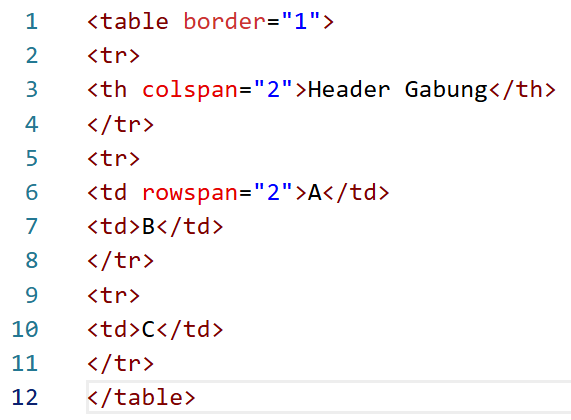 1 <table border="1">
2 <tr>
3 <th colspan="2">Header Gabung</th>
4 </tr>
5 <tr>
6 <td rowspan="2">A</td>
7 <td>B</td>
8 </tr>
9 <tr>
10 <td>C</td>
11 </tr>
12 </table>